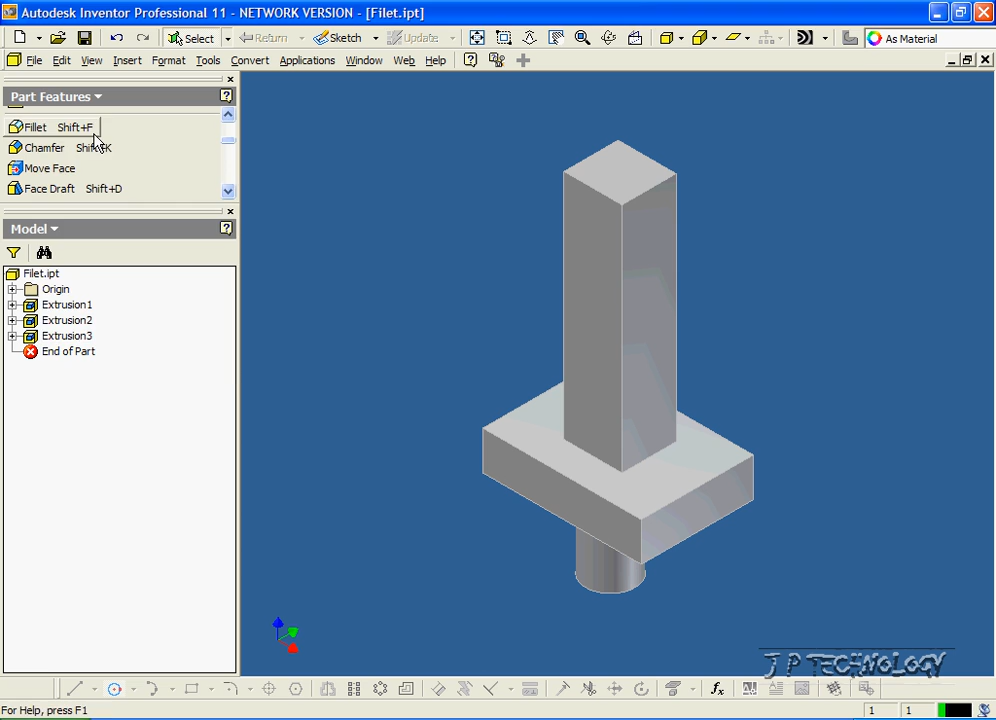 Autodesk Inventor Professional 11 - NETWORK VERSION - [Filet.ipt]
Select Return Sketch Update As Material
File Edit View Insert Format Tools Convert Applications Window Web Help
Part Features
Fillet Shift+F
Chamfer Shift+K
Move Face
Face Draft Shift+D
Model
Filet.ipt
Origin
Extrusion1
Extrusion2
Extrusion3
End of Part
J P TECHNOLOGY
For Help, press F1 1 1